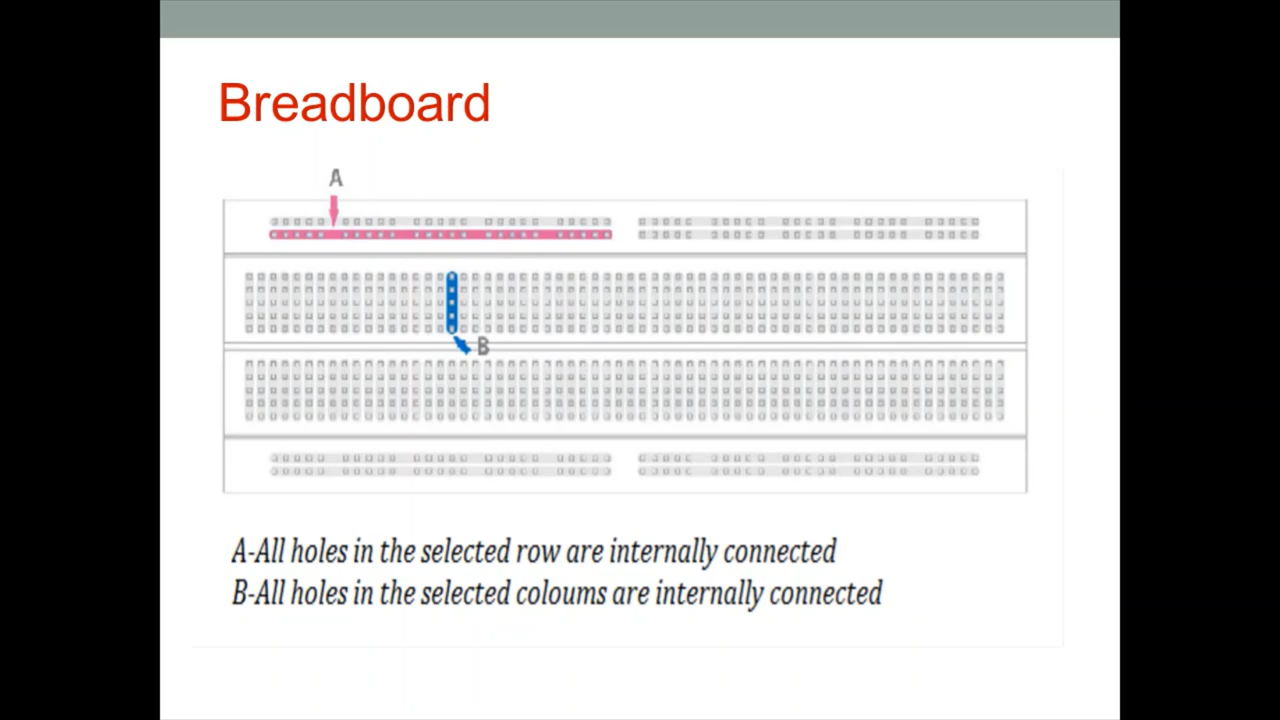 Breadboard
A
B
A-All holes in the selected row are internally connected
B-All holes in the selected coloums are internally connected